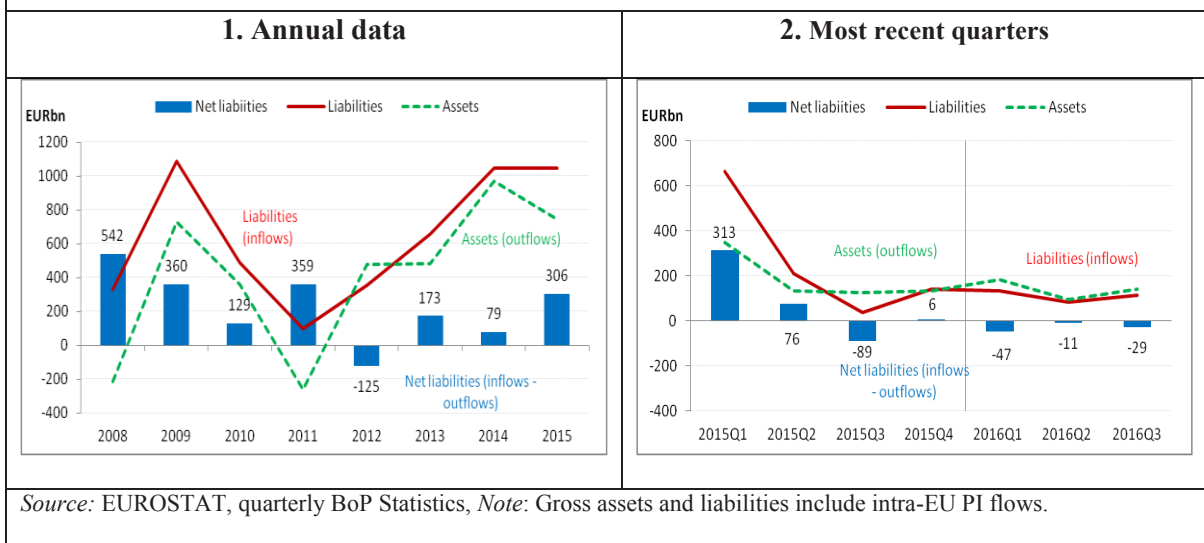 1. Annual data
2. Most recent quarters
Net liabiities Liabilities Assets
EURbn
1200
1000
800
600
400
200
0
-200
-400
542
360
129
359
-125
173
79
306
Liabilities
(inflows)
Assets (outflows)
Net liabilities (inflows -
outflows)
2008 2009 2010 2011 2012 2013 2014 2015
Net liabiities Liabilities Assets
EURbn
800
600
400
200
0
-200
-400
313
76
-89
6
-47
-11
-29
Assets (outflows)
Liabilities (inflows)
Net liabilities (inflows
- outflows)
2015Q1 2015Q2 2015Q3 2015Q4 2016Q1 2016Q2 2016Q3
Source: EUROSTAT, quarterly BoP Statistics, Note: Gross assets and liabilities include intra-EU PI flows.